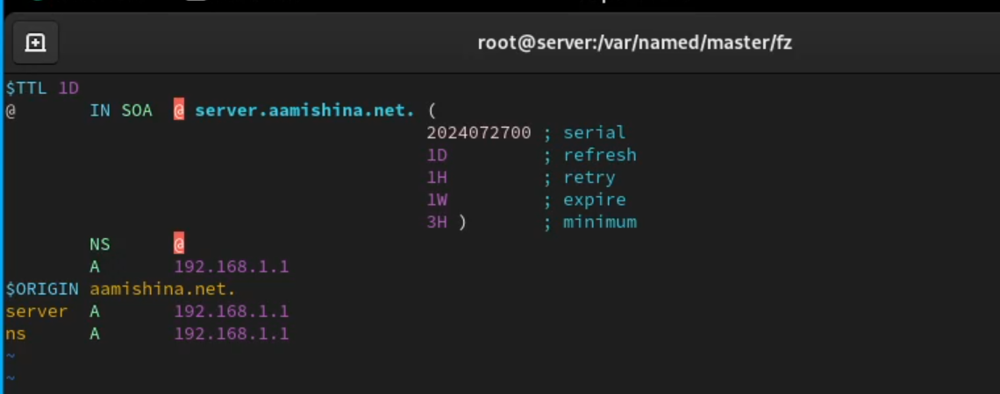 root@server:/var/named/master/fz
$TTL 1D
@ IN SOA @ server.aamishina.net. (
2024072700 ; serial
1D ; refresh
1H ; retry
1W ; expire
3H ) ; minimum
NS @
A 192.168.1.1
$ORIGIN aamishina.net.
server A 192.168.1.1
ns A 192.168.1.1
~
~